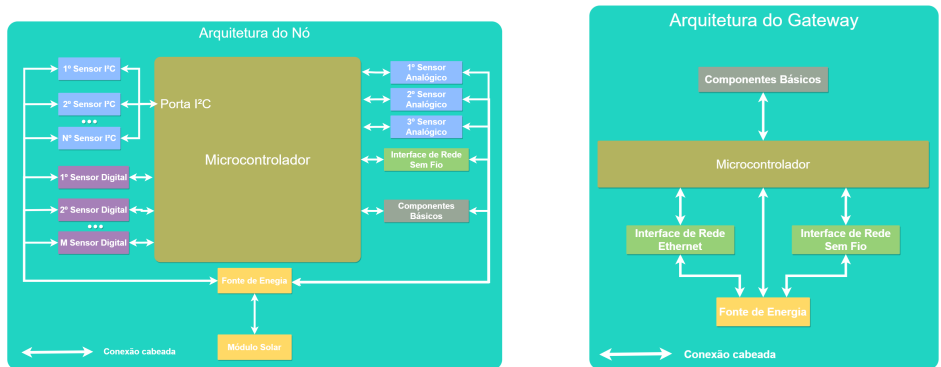 Arquitetura do Nó
1º Sensor I²C
2º Sensor I²C
...
Nº Sensor I²C
1º Sensor Digital
2º Sensor Digital
...
M Sensor Digital
Porta I²C
Microcontrolador
1º Sensor
Analógico
2º Sensor
Analógico
3º Sensor
Analógico
Interface de Rede
Sem Fio
Componentes
Básicos
Fonte de Enegia
Módulo Solar
Conexão cabeada
Arquitetura do Gateway
Componentes Básicos
Microcontrolador
Interface de Rede
Ethernet
Interface de Rede
Sem Fio
Fonte de Energia
Conexão cabeada